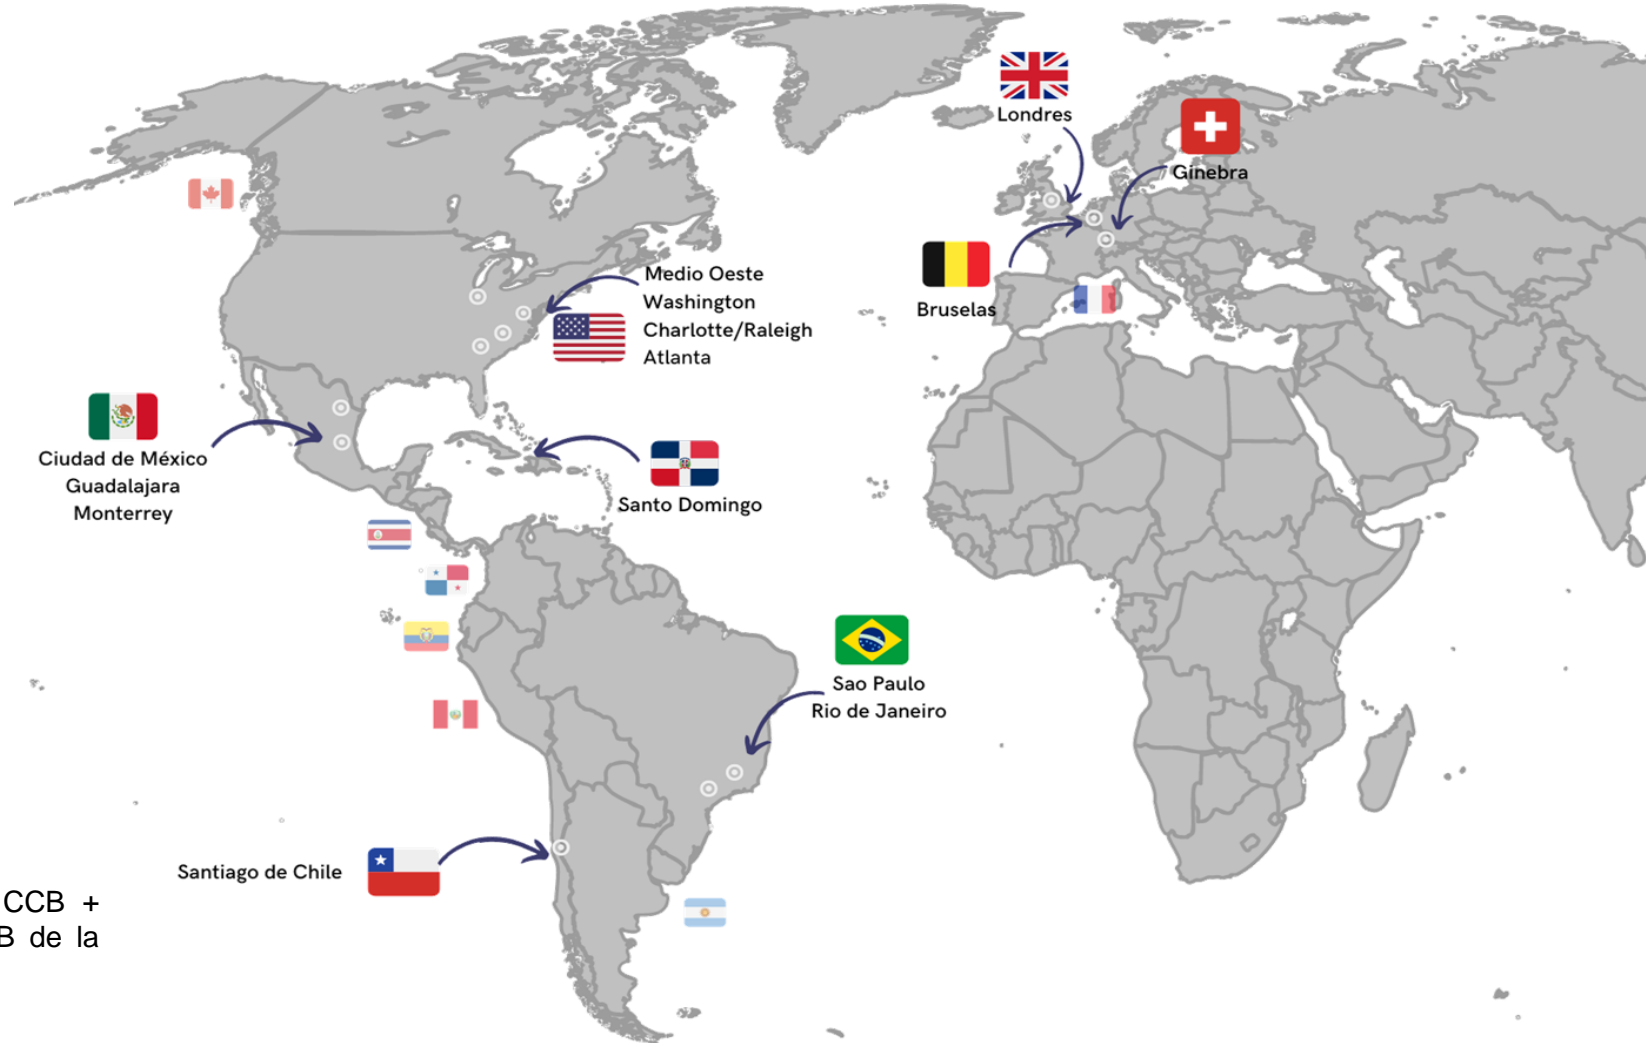 Londres
Ginebra
Bruselas
Medio Oeste
Washington
Charlotte/Raleigh
Atlanta
Ciudad de México
Guadalajara
Monterrey
Santo Domingo
Sao Paulo
Rio de Janeiro
Santiago de Chile
CCB +
B de la